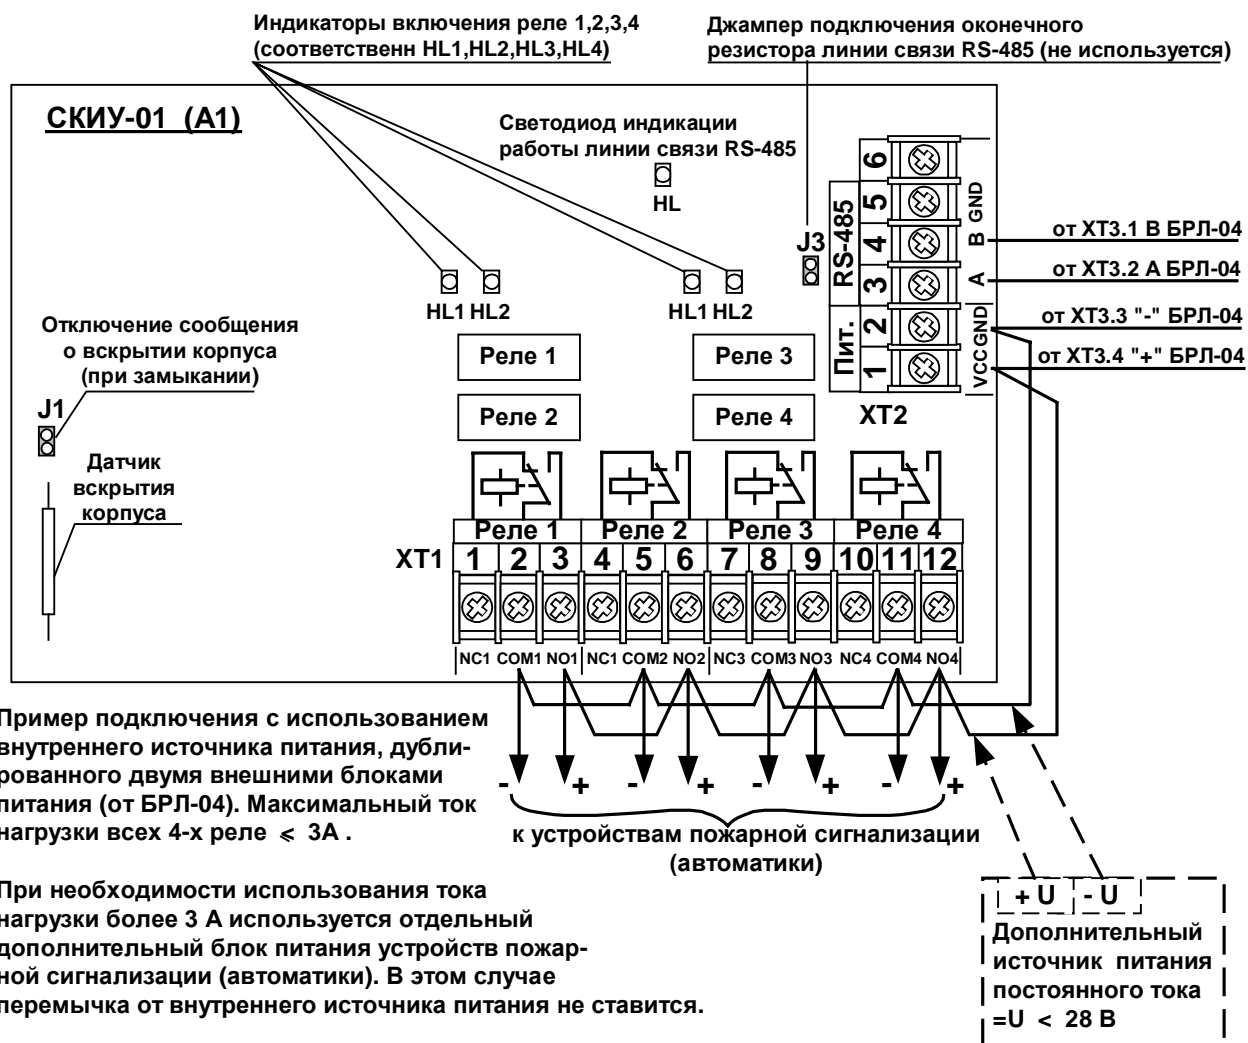 Индикаторы включения реле 1,2,3,4
(соответственн HL1,HL2,HL3,HL4)
Джампер подключения оконечного
резистора линии связи RS-485 (не используется)
СКИУ-01 (А1)
Светодиод индикации
работы линии связи RS-485
HL
J3
RS-485
Пит.
6
5
4
3
2
1
GND
B
A
GND
VCC
XT2
от XT3.1 B БРЛ-04
от XT3.2 A БРЛ-04
от XT3.3 "-" БРЛ-04
от XT3.4 "+" БРЛ-04
HL1 HL2
HL1 HL2
Отключение сообщения
о вскрытии корпуса
(при замыкании)
J1
Датчик
вскрытия
корпуса
Реле 1
Реле 3
Реле 2
Реле 4
Реле 1 Реле 2 Реле 3 Реле 4
XT1 1 2 3 4 5 6 7 8 9 10 11 12
NC1 COM1 NO1 NC1 COM2 NO2 NC3 COM3 NO3 NC4 COM4 NO4
- + - + - + - +
к устройствам пожарной сигнализации
(автоматики)
Пример подключения с использованием
внутреннего источника питания, дубли-
рованного двумя внешними блоками
питания (от БРЛ-04). Максимальный ток
нагрузки всех 4-х реле ⩽ 3А .
При необходимости использования тока
нагрузки более 3 А используется отдельный
дополнительный блок питания устройств пожар-
ной сигнализации (автоматики). В этом случае
перемычка от внутреннего источника питания не ставится.
+ U - U
Дополнительный
источник питания
постоянного тока
=U < 28 В